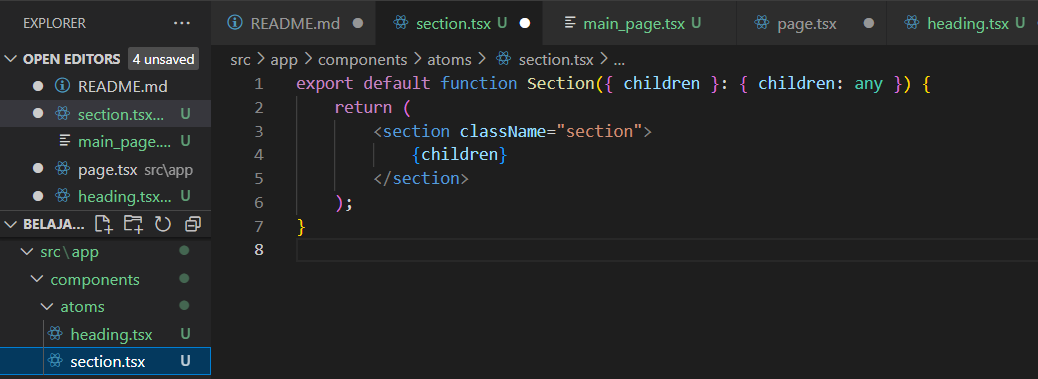 EXPLORER ...
OPEN EDITORS 4 unsaved
README.md
section.tsx... U
main_page.... U
page.tsx src\app
heading.tsx... U
BELAJA...
src\app
components
atoms
heading.tsx U
section.tsx U
README.md section.tsx U main_page.tsx U page.tsx heading.tsx U
src > app > components > atoms > section.tsx > ...
1 export default function Section({ children }: { children: any }) {
2 return (
3 <section className="section">
4 {children}
5 </section>
6 );
7 }
8